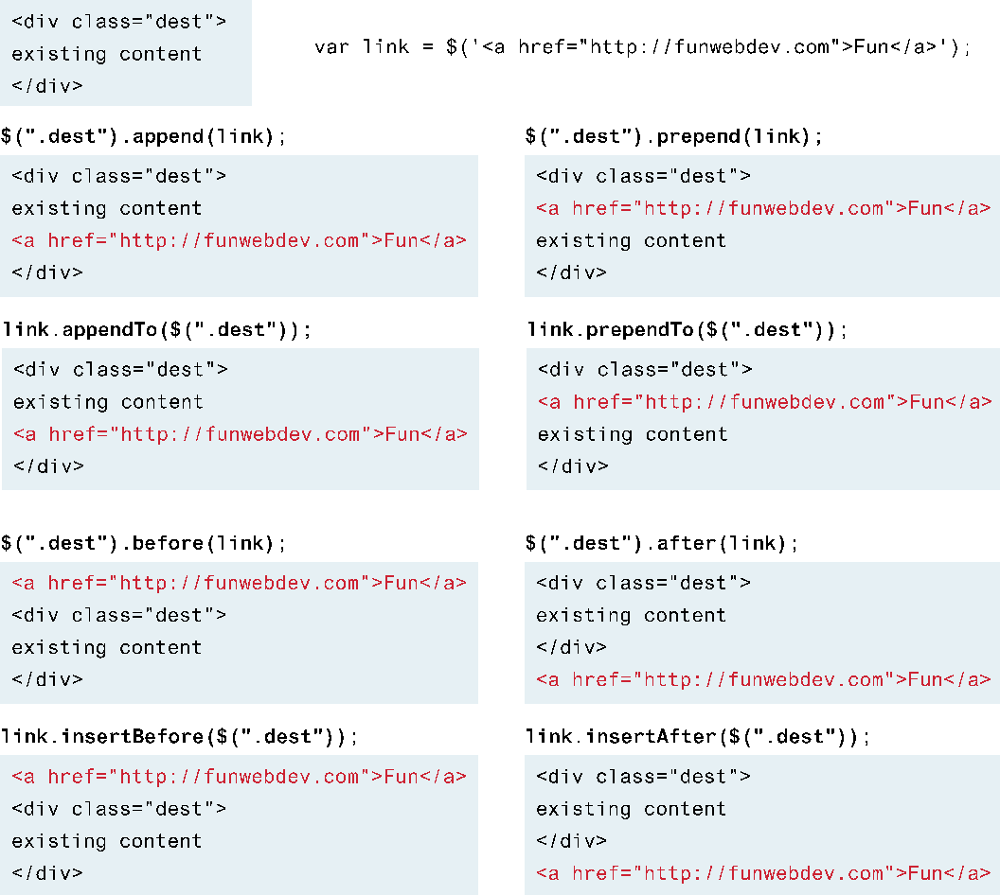 <div class="dest">
existing content
</div>
var link = $('<a href="http://funwebdev.com">Fun</a>');
$(".dest").append(link);
<div class="dest">
existing content
<a href="http://funwebdev.com">Fun</a>
</div>
$(".dest").prepend(link);
<div class="dest">
<a href="http://funwebdev.com">Fun</a>
existing content
</div>
link.appendTo($(".dest"));
<div class="dest">
existing content
<a href="http://funwebdev.com">Fun</a>
</div>
link.prependTo($(".dest"));
<div class="dest">
<a href="http://funwebdev.com">Fun</a>
existing content
</div>
$(".dest").before(link);
<a href="http://funwebdev.com">Fun</a>
<div class="dest">
existing content
</div>
$(".dest").after(link);
<div class="dest">
existing content
</div>
<a href="http://funwebdev.com">Fun</a>
link.insertBefore($(".dest"));
<a href="http://funwebdev.com">Fun</a>
<div class="dest">
existing content
</div>
link.insertAfter($(".dest"));
<div class="dest">
existing content
</div>
<a href="http://funwebdev.com">Fun</a>